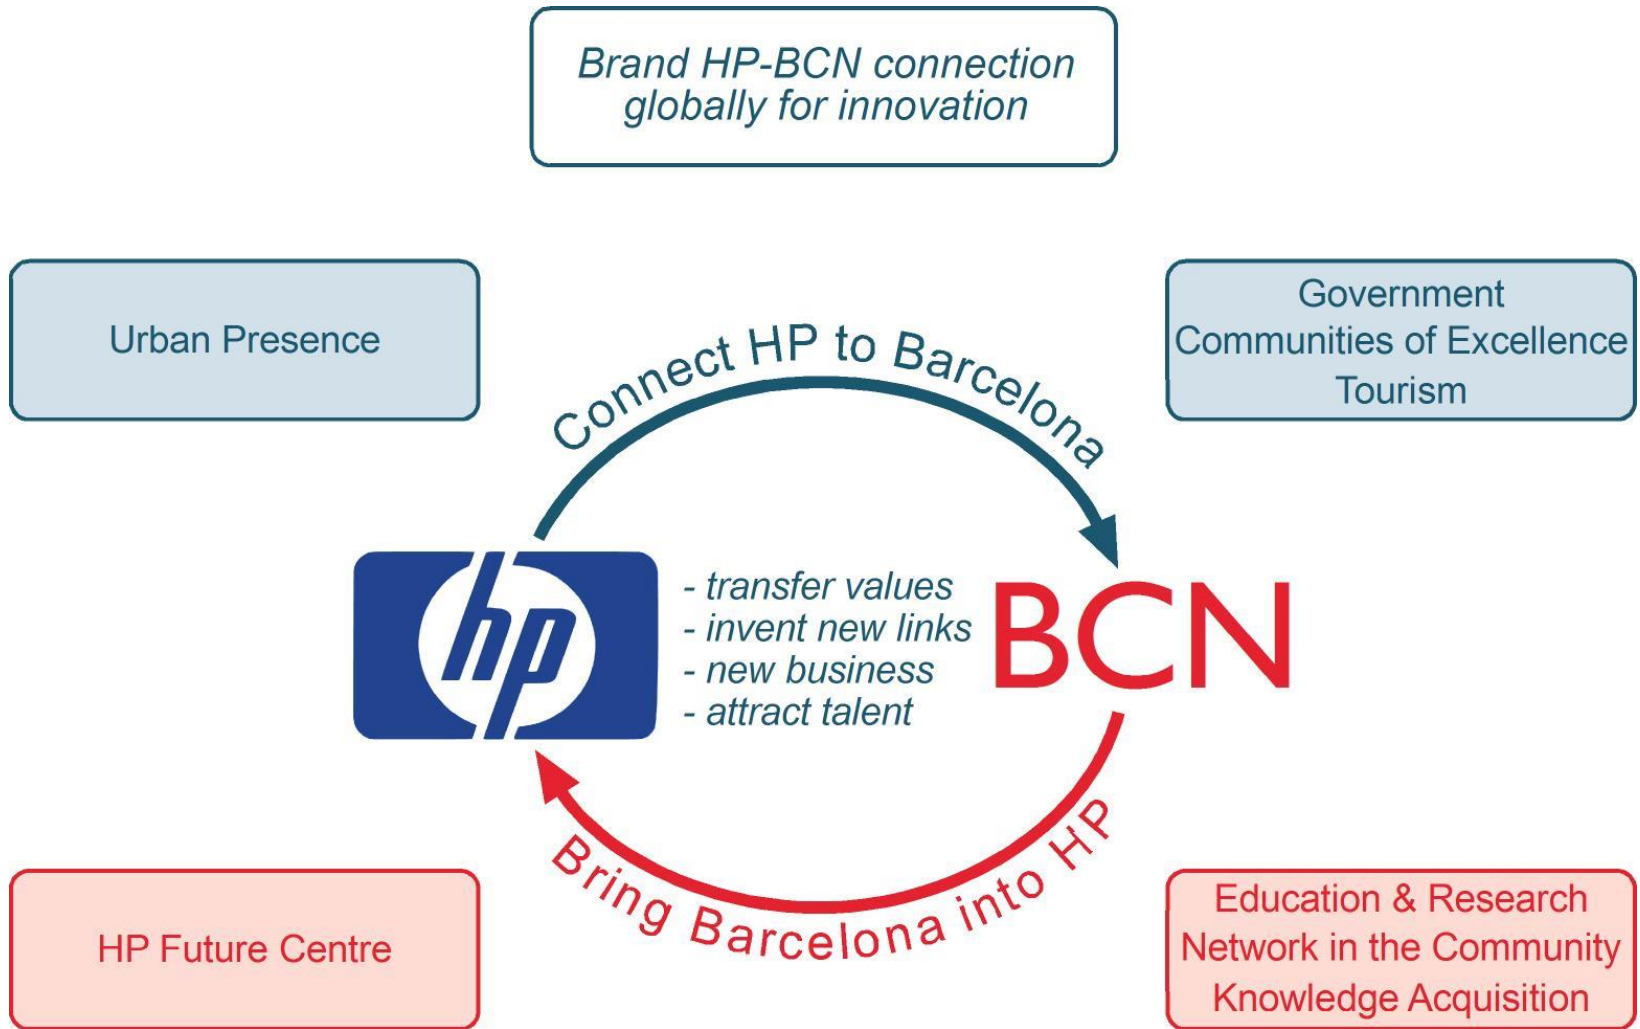 Brand HP-BCN connection
globally for innovation
Urban Presence
Government
Communities of Excellence
Tourism
Connect HP to Barcelona
hp
- transfer values
- invent new links
- new business
- attract talent
BCN
Bring Barcelona into HP
HP Future Centre
Education & Research
Network in the Community
Knowledge Acquisition